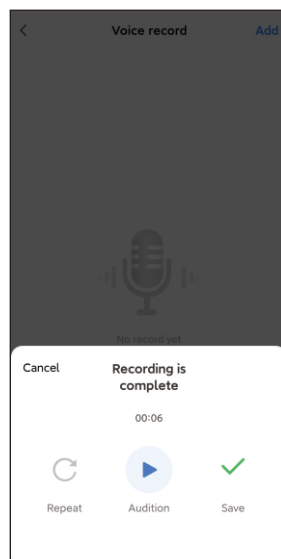 Voice record
Add
No record yet
Cancel
Recording is
complete
00:06
Repeat
Audition
Save